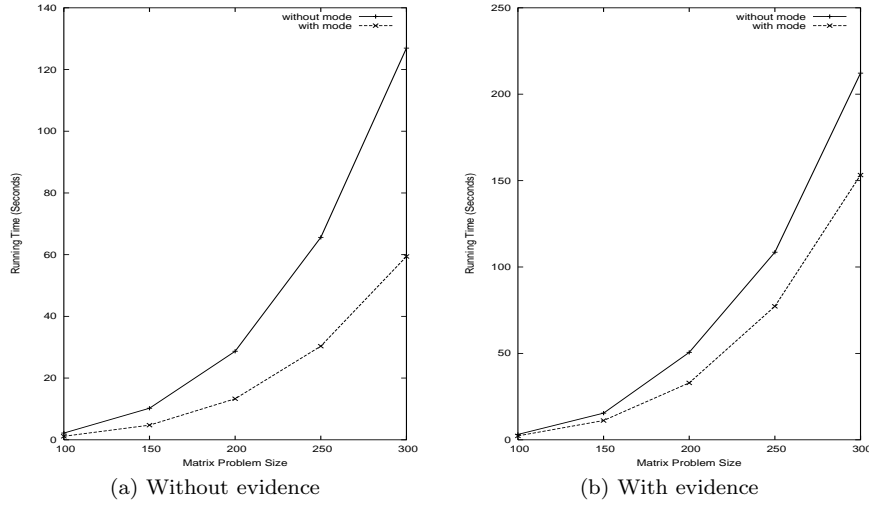 140
120
100
80
60
40
20
0
100
150
200
250
300
Running Time (Seconds)
Matrix Problem Size
without mode
with mode
(a) Without evidence
250
200
150
100
50
0
100
150
200
250
300
Running Time (Seconds)
Matrix Problem Size
without mode
with mode
(b) With evidence